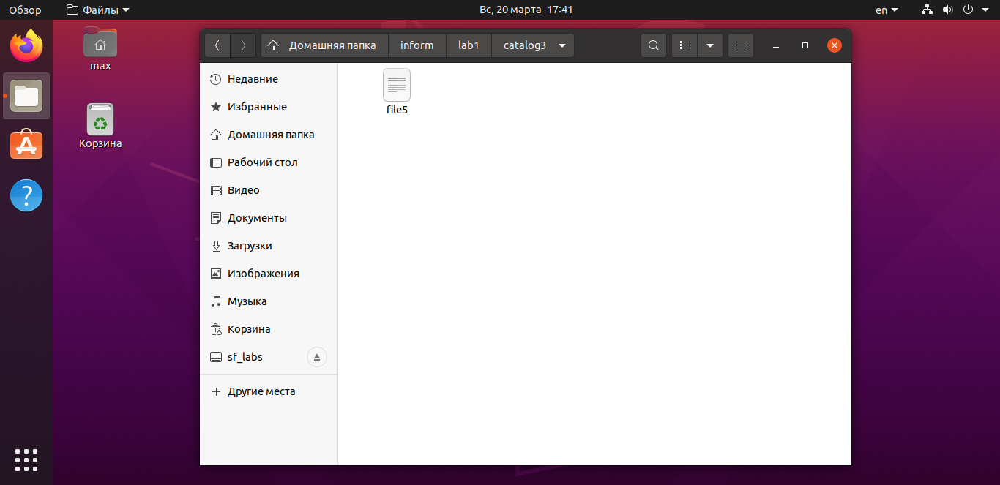 Обзор Файлы Вс, 20 марта 17:41 en
max
Корзина
Домашняя папка inform lab1 catalog3
Недавние
Избранные
Домашняя папка
Рабочий стол
Видео
Документы
Загрузки
Изображения
Музыка
Корзина
sf_labs
Другие места
file5